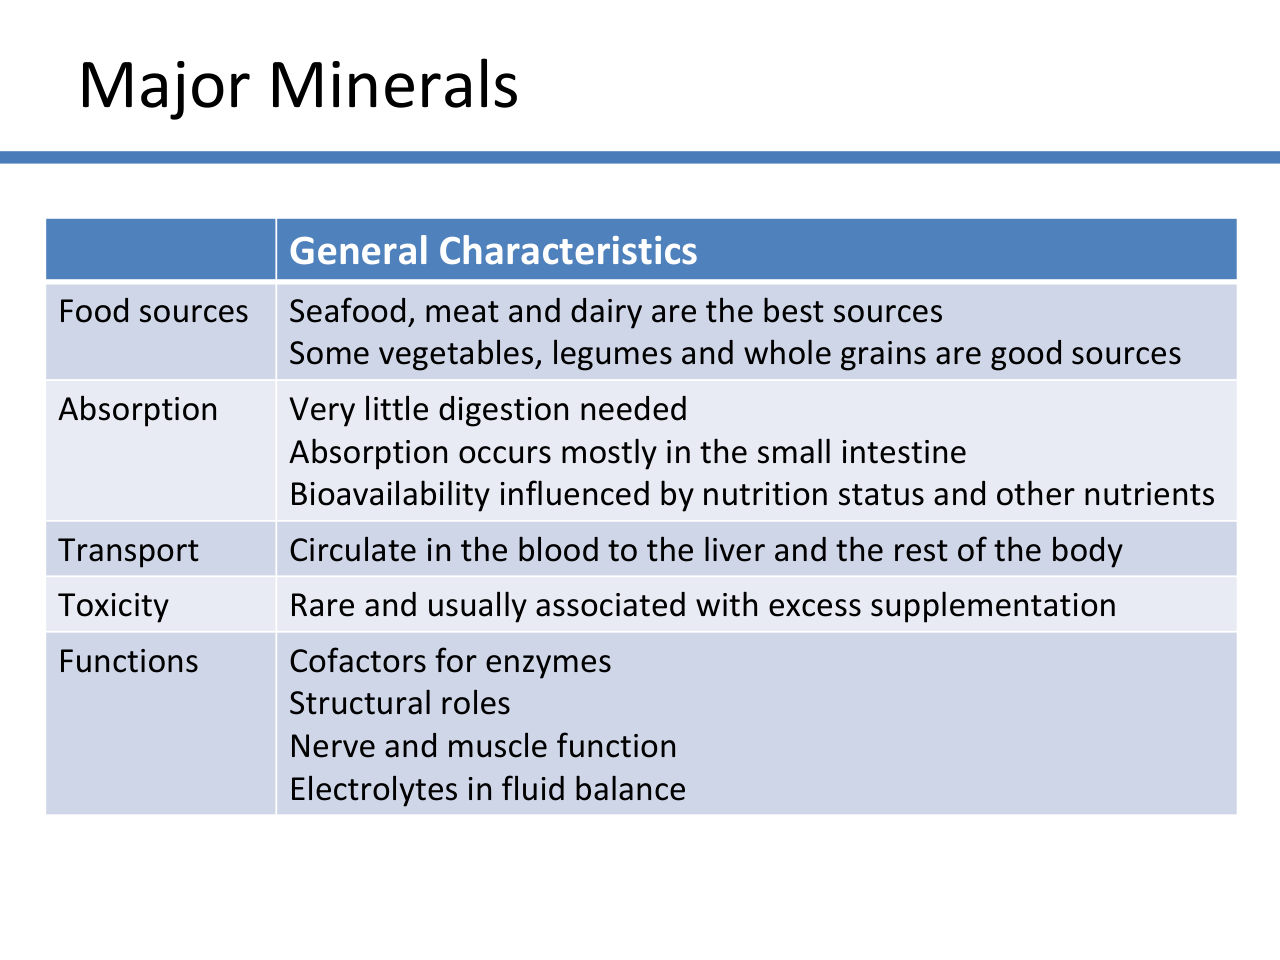 Major Minerals
General Characteristics
Food sources
Seafood, meat and dairy are the best sources
Some vegetables, legumes and whole grains are good sources
Absorption
Very little digestion needed
Absorption occurs mostly in the small intestine
Bioavailability influenced by nutrition status and other nutrients
Transport
Circulate in the blood to the liver and the rest of the body
Toxicity
Rare and usually associated with excess supplementation
Functions
Cofactors for enzymes
Structural roles
Nerve and muscle function
Electrolytes in fluid balance